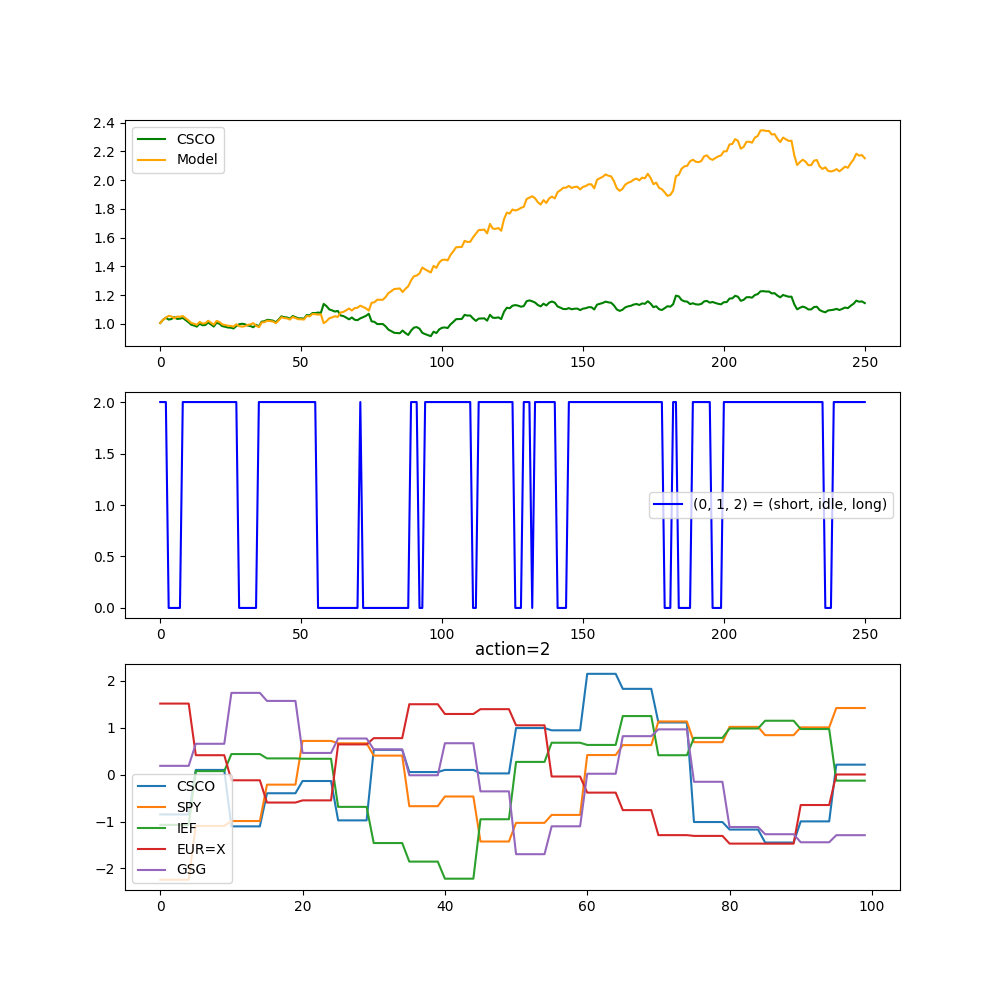 2.4
2.2
2.0
1.8
1.6
1.4
1.2
1.0
CSCO
Model
0 50 100 150 200 250
2.0
1.5
1.0
0.5
0.0
(0, 1, 2) = (short, idle, long)
0 50 100 150 200 250
action=2
2
1
0
−1
−2
CSCO
SPY
IEF
EUR=X
GSG
0 20 40 60 80 100